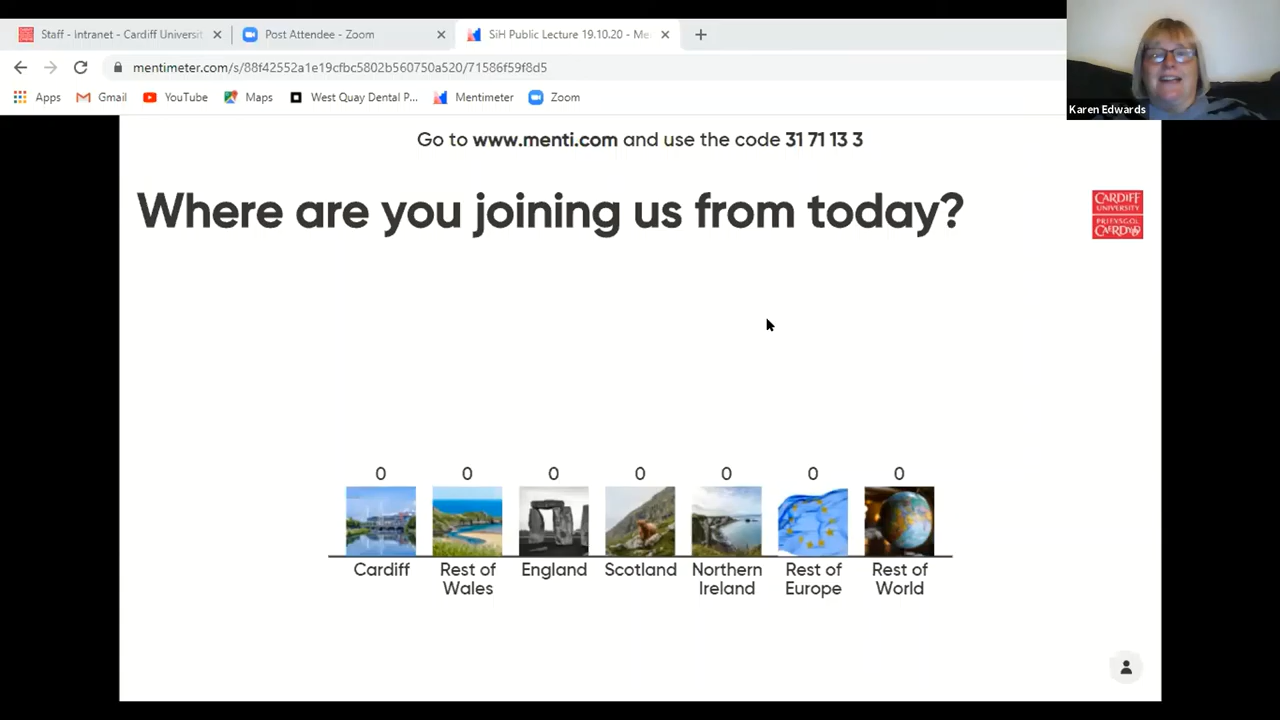 Staff - Intranet - Cardiff Universit
Post Attendee - Zoom
SiH Public Lecture 19.10.20 - Me
mentimeter.com/s/88f42552a1e19cfbc5802b560750a520/71586f59f8d5
Apps
Gmail
YouTube
Maps
West Quay Dental P...
Mentimeter
Zoom
Karen Edwards
Go to www.menti.com and use the code 31 71 13 3
Where are you joining us from today?
CARDIFF
UNIVERSITY
PRIFYSGOL
CAERDYDD
0 0 0 0 0 0 0
Cardiff
Rest of
Wales
England
Scotland
Northern
Ireland
Rest of
Europe
Rest of
World